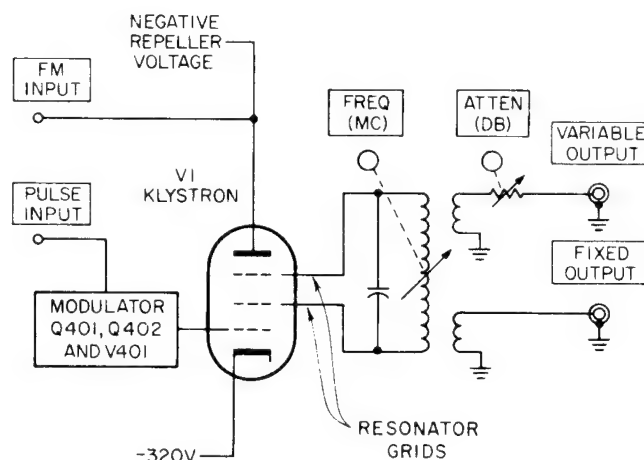 NEGATIVE
REPELLER
VOLTAGE
FM
INPUT
FREQ
(MC)
ATTEN
(DB)
VARIABLE
OUTPUT
V1
KLYSTRON
PULSE
INPUT
FIXED
OUTPUT
MODULATOR
Q401, Q402
AND V401
RESONATOR
GRIDS
-320V